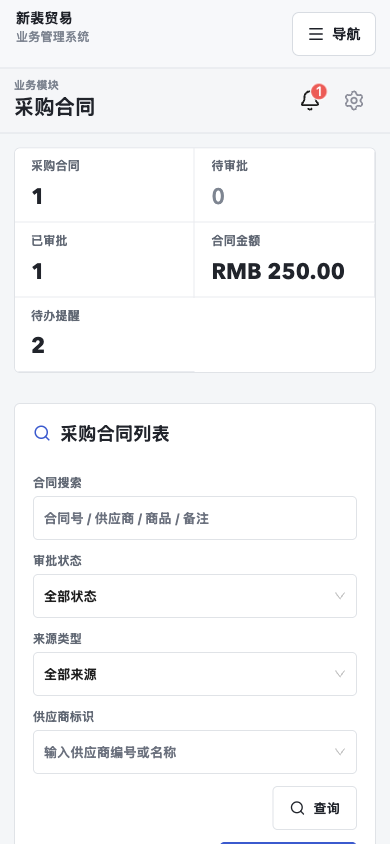 新裴贸易
业务管理系统
导航
业务模块
采购合同
1
采购合同
1
待审批
0
已审批
1
合同金额
RMB 250.00
待办提醒
2
采购合同列表
合同搜索
合同号 / 供应商 / 商品 / 备注
审批状态
全部状态
来源类型
全部来源
供应商标识
输入供应商编号或名称
查询